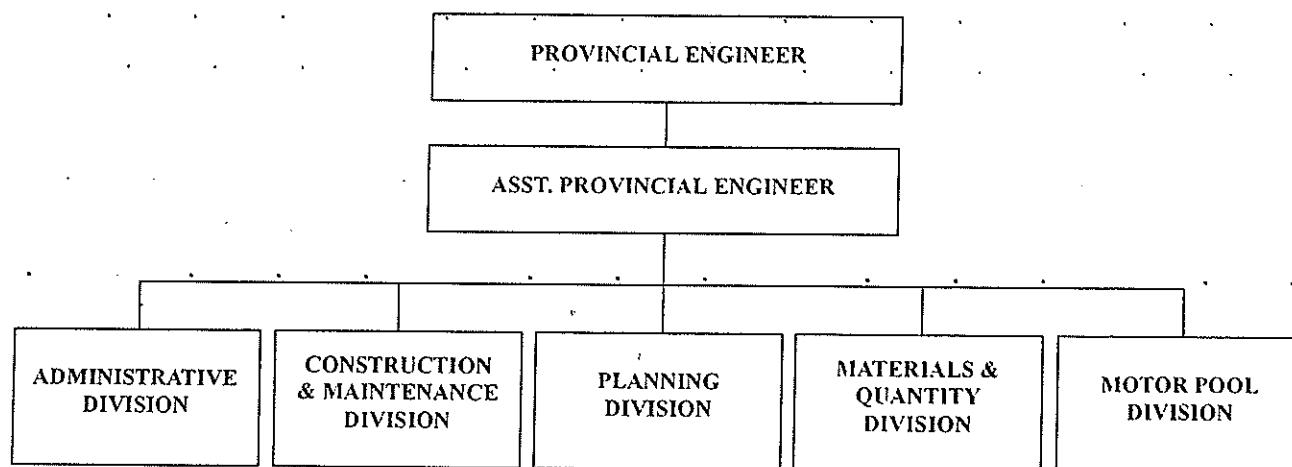 PROVINCIAL ENGINEER
ASST. PROVINCIAL ENGINEER
ADMINISTRATIVE
DIVISION
CONSTRUCTION
& MAINTENANCE
DIVISION
PLANNING
DIVISION
MATERIALS &
QUANTITY
DIVISION
MOTOR POOL
DIVISION